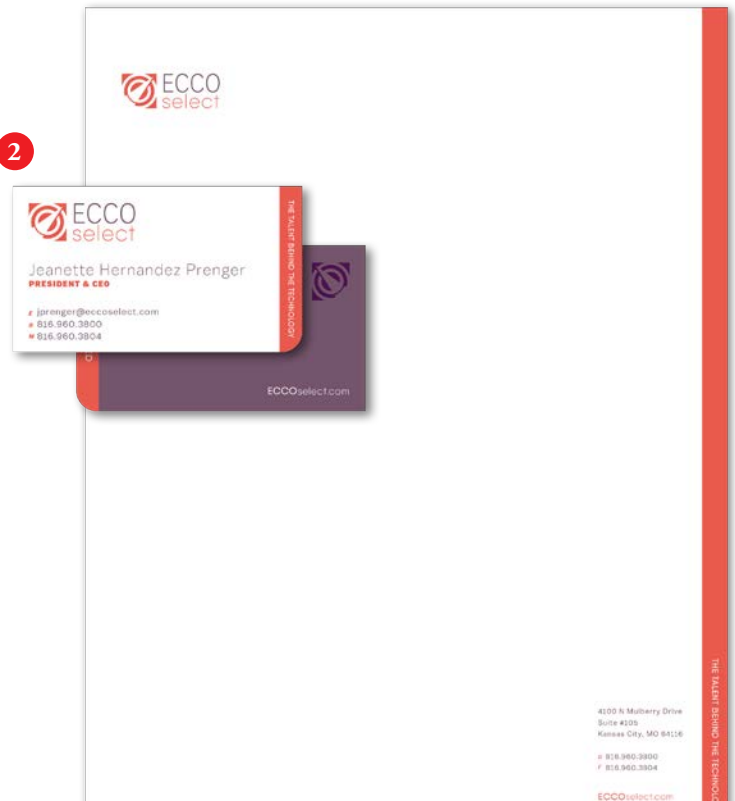 ECCO
select
2
ECCO
select
Jeanette Hernandez Prenger
PRESIDENT & CEO
E jprenger@eccoselect.com
P 816.960.3800
M 816.960.3804
THE TALENT BEHIND THE TECHNOLOGY
ECCOselect.com
4100 N Mulberry Drive
Suite #105
Kansas City, MO 64116
P 816.960.3800
F 816.960.3804
ECCOselect.com
THE TALENT BEHIND THE